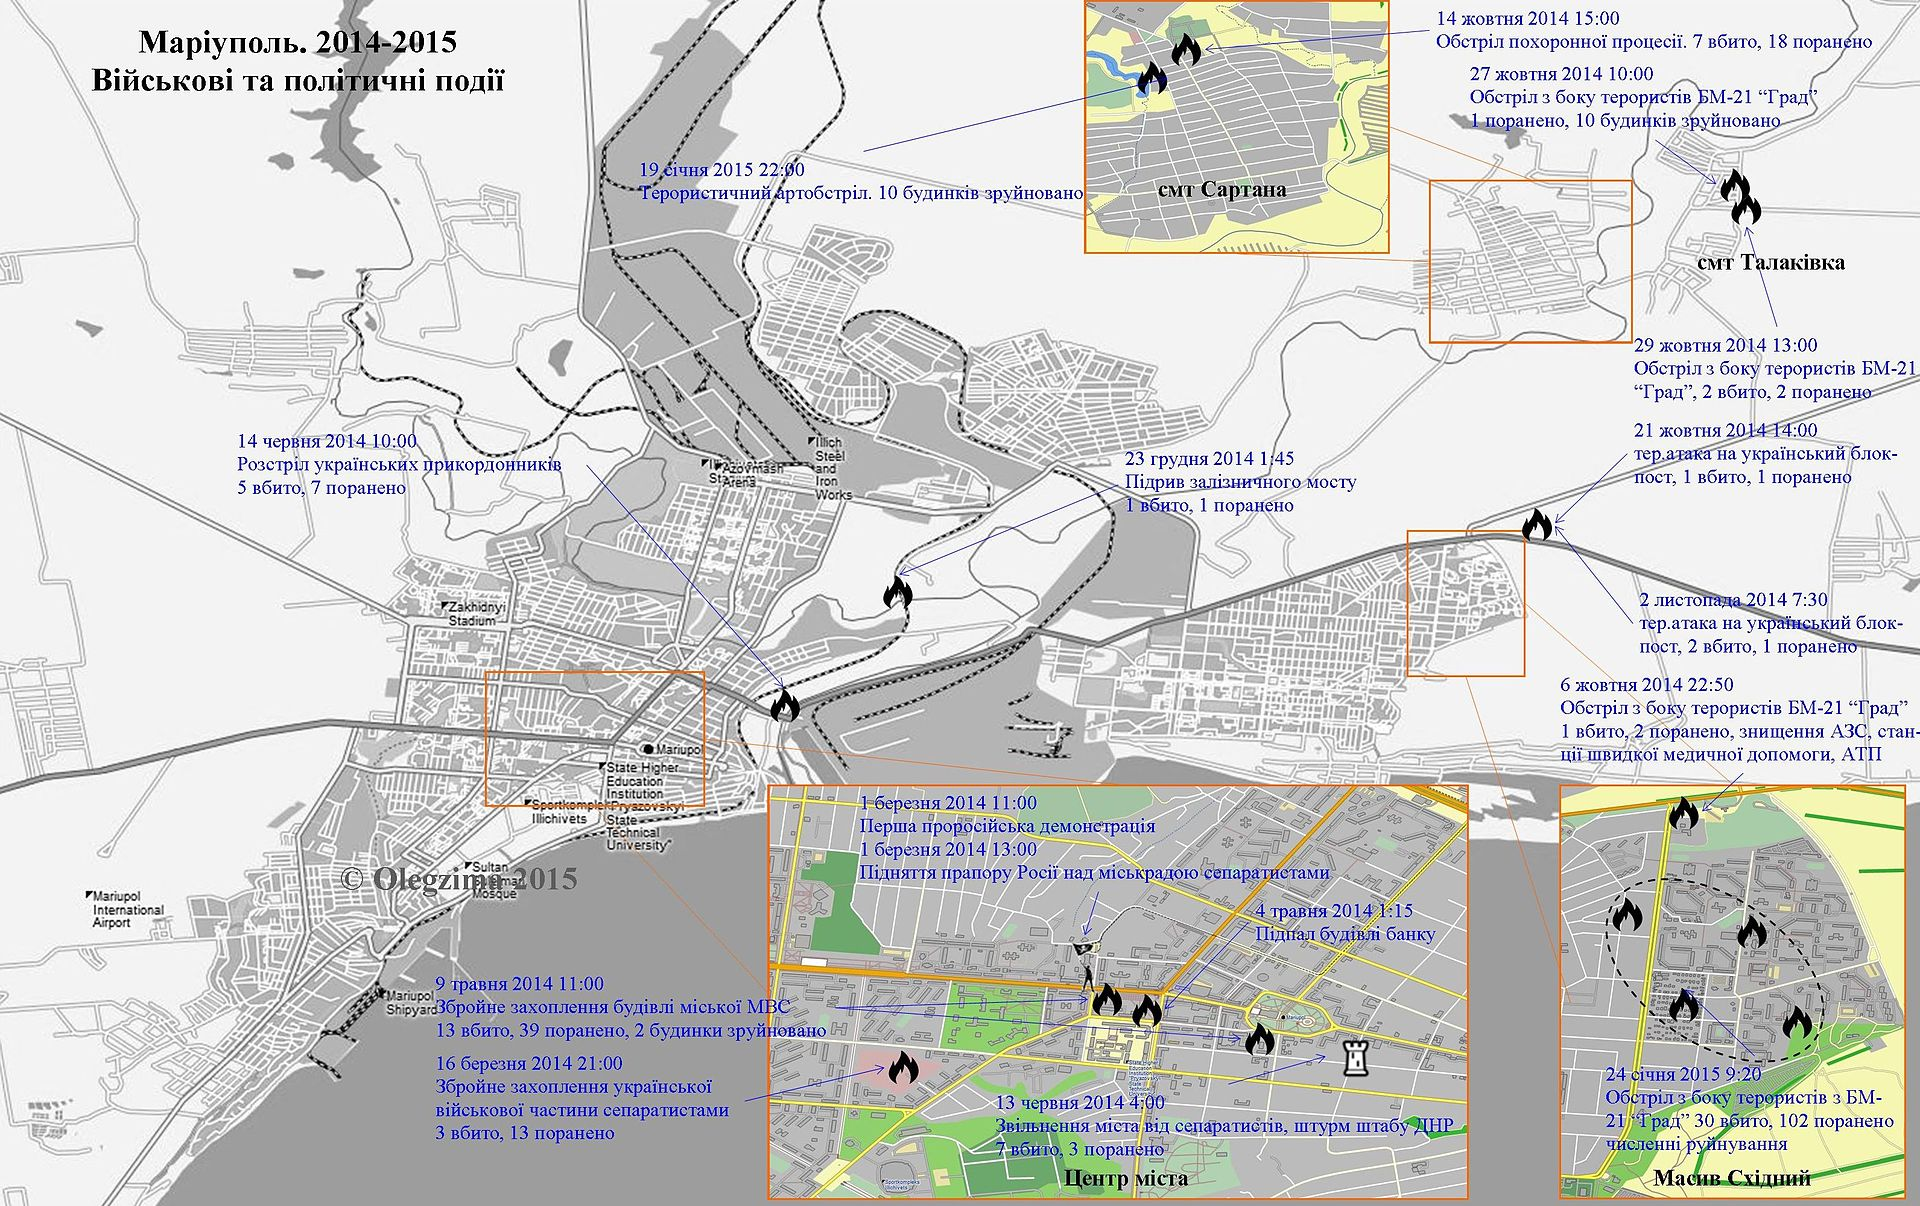 Маріуполь. 2014-2015
Військові та політичні події
14 жовтня 2014 15:00
Обстріл похоронної процесії. 7 вбито, 18 поранено
27 жовтня 2014 10:00
Обстріл з боку терористів БМ-21 “Град”
1 поранено, 10 будинків зруйновано
19 січня 2015 22:00
Терористичний артобстріл. 10 будинків зруйновано
смт Сартана
смт Талаківка
29 жовтня 2014 13:00
Обстріл з боку терористів БМ-21
“Град”, 2 вбито, 2 поранено
21 жовтня 2014 14:00
тер.атака на український блок-
пост, 1 вбито, 1 поранено
14 червня 2014 10:00
Розстріл українських прикордонників
5 вбито, 7 поранено
Illich
Steel
and
Iron
Works
Azovmash
Arena
23 грудня 2014 1:45
Підрив залізничного мосту
1 вбито, 1 поранено
Zakhidnyi
Stadium
2 листопада 2014 7:30
тер.атака на український блок-
пост, 2 вбито, 1 поранено
6 жовтня 2014 22:50
Обстріл з боку терористів БМ-21 “Град”
1 вбито, 2 поранено, знищення АЗС, стан-
ції швидкої медичної допомоги, АТП
Mariupol
State Higher
Education
Institution
"Pryazovskyi
State
Technical
University"
Sportkompleks
Illichivets
Sultan
Suleiman
Mosque
© Olegzima 2015
Mariupol
International
Airport
Mariupol
Shipyard
1 березня 2014 11:00
Перша проросійська демонстрація
1 березня 2014 13:00
Підняття прапору Росії над міськрадою сепаратистами
4 травня 2014 1:15
Підпал будівлі банку
9 травня 2014 11:00
Збройне захоплення будівлі міської МВС
13 вбито, 39 поранено, 2 будинки зруйновано
16 березня 2014 21:00
Збройне захоплення української
військової частини сепаратистами
3 вбито, 13 поранено
Mariupol
State Higher
Education
Institution
"Pryazovskyi
State
Technical
University"
13 червня 2014 4:00
Звільнення міста від сепаратистів, штурм штабу ДНР
7 вбито, 3 поранено
Sportkompleks
Illichivets
Центр міста
24 січня 2015 9:20
Обстріл з боку терористів з БМ-
21 “Град” 30 вбито, 102 поранено
численні руйнування
Масив Східний